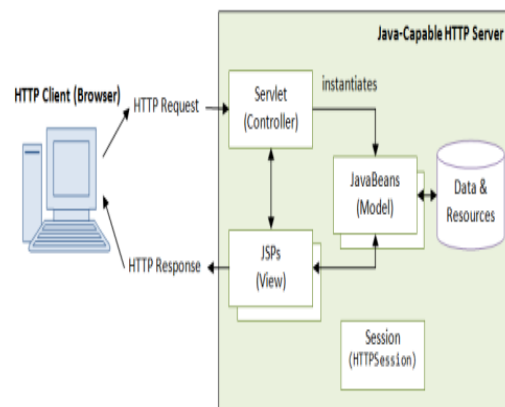 Java-Capable HTTP Server
HTTP Client (Browser)
HTTP Request
Servlet
(Controller)
instantiates
JavaBeans
(Model)
Data &
Resources
HTTP Response
JSPs
(View)
Session
(HTTPSession)